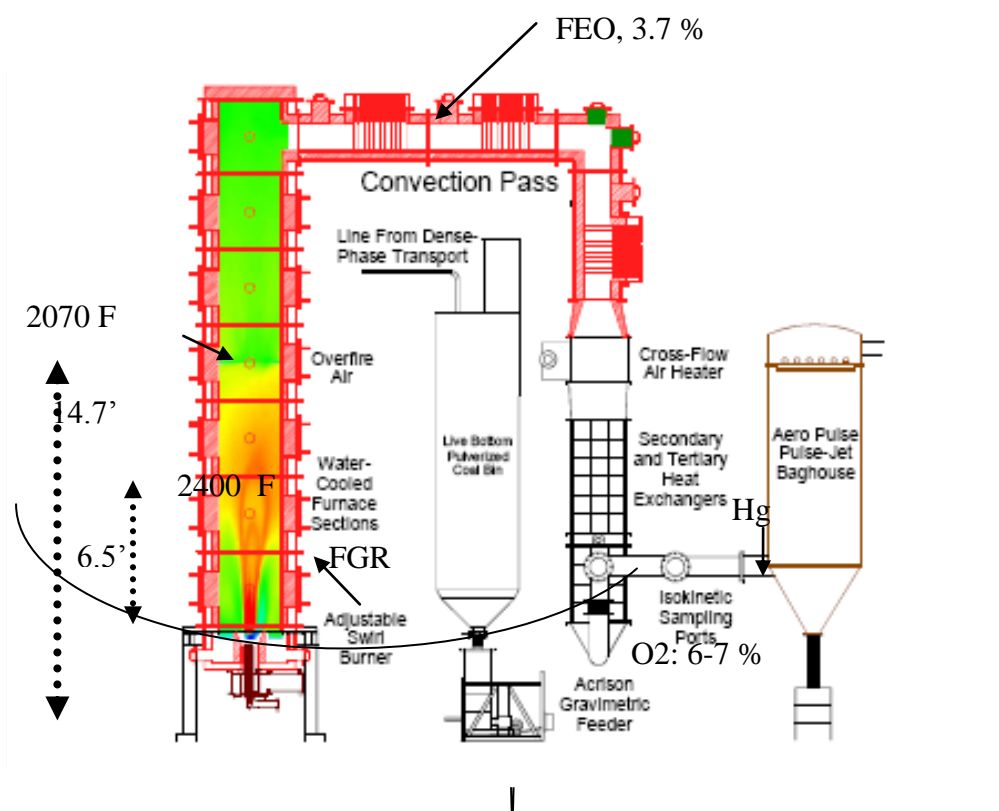 FEO, 3.7 %
Convection Pass
Line From Dense-
Phase Transport
2070 F
Overfire
Air
Cross-Flow
Air Heater
14.7’
Live Bottom
Pulverized
Coal Bin
Secondary
and Tertiary
Heat
Exchangers
Aero Pulse
Pulse-Jet
Baghouse
Water-
Cooled
Furnace
Sections
2400 F
Hg
6.5’
FGR
Isokinetic
Sampling
Ports
Adjustable
Swirl
Burner
O2: 6-7 %
Acrison
Gravimetric
Feeder